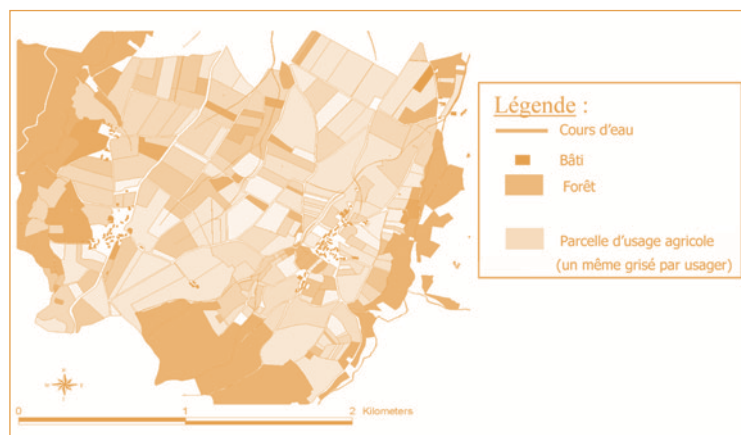 Légende :
Cours d'eau
Bâti
Forêt
Parcelle d'usage agricole
(un même grisé par usager)
0 1 2 Kilometers